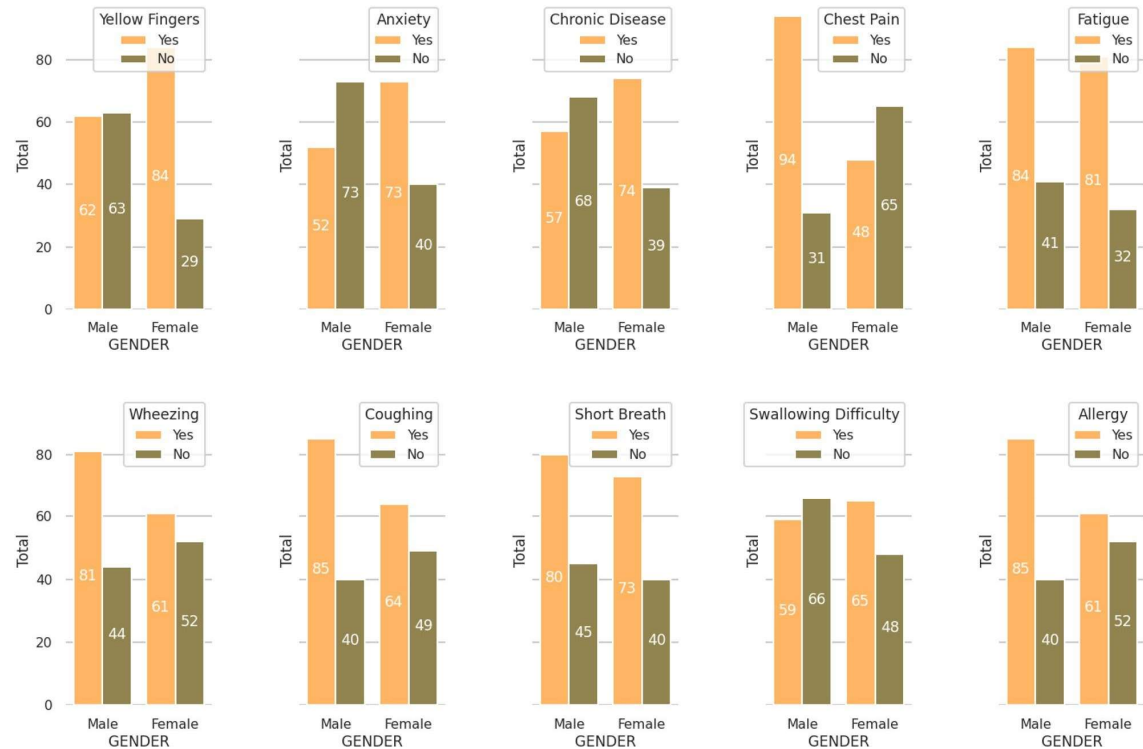 Yellow Fingers
Yes
No
80
60
40
20
0
Total
62
63
84
29
Male
Female
GENDER
Anxiety
Yes
No
Total
52
73
73
40
Male
Female
GENDER
Chronic Disease
Yes
No
Total
57
68
74
39
Male
Female
GENDER
Chest Pain
Yes
No
Total
94
31
48
65
Male
Female
GENDER
Fatigue
Yes
No
Total
84
41
81
32
Male
Female
GENDER
Wheezing
Yes
No
80
60
40
20
0
Total
81
44
61
52
Male
Female
GENDER
Coughing
Yes
No
Total
85
40
64
49
Male
Female
GENDER
Short Breath
Yes
No
Total
80
45
73
40
Male
Female
GENDER
Swallowing Difficulty
Yes
No
Total
59
66
65
48
Male
Female
GENDER
Allergy
Yes
No
Total
85
40
61
52
Male
Female
GENDER